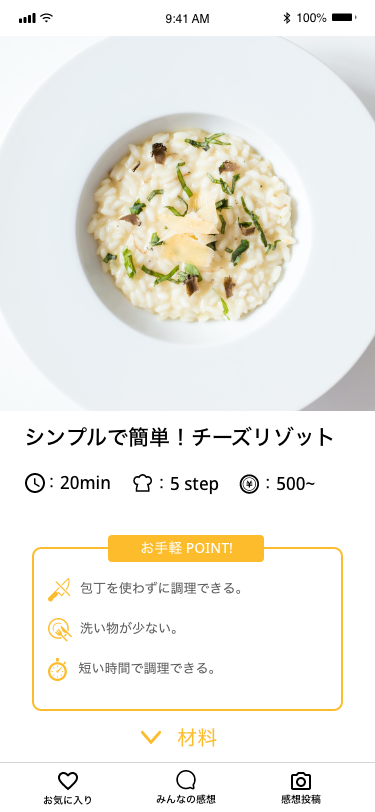 9:41 AM 100%
シンプルで簡単！チーズリゾット
：20min ：5 step ¥ ：500~
お手軽 POINT!
包丁を使わずに調理できる。
洗い物が少ない。
短い時間で調理できる。
材料
お気に入り みんなの感想 感想投稿